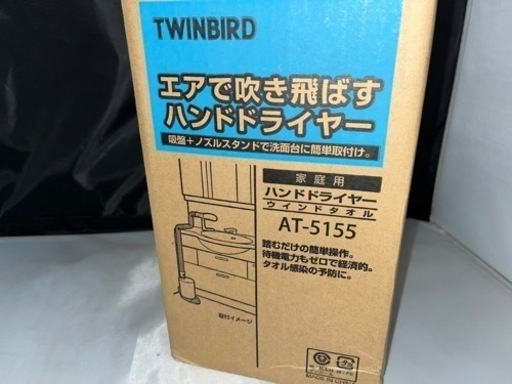 TWINBIRD
エアで吹き飛ばす
ハンドドライヤー
吸盤+ノズルスタンドで洗面台に簡単取付け。
家庭用
ハンドドライヤー
ウインドタオル
AT-5155
踏むだけの簡単操作。
待機電力もゼロで経済的。
タオル感染の予防に。
取付イメージ